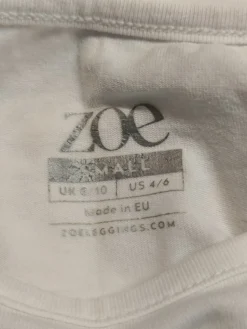 zoe
SMALL
UK 8/10 US 4/6
Made in EU
ZOELEGGINGS.COM